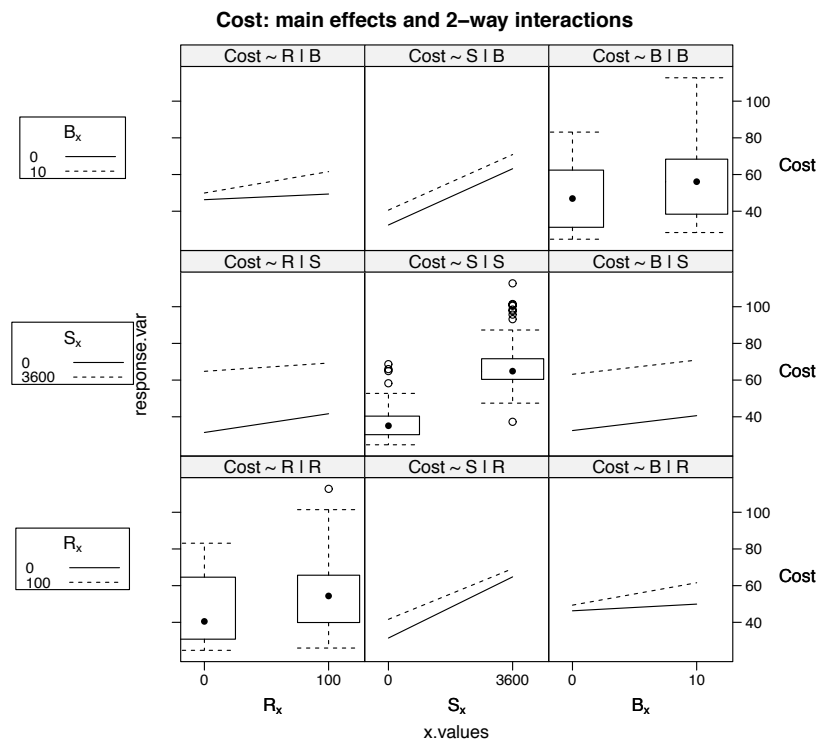 Cost: main effects and 2−way interactions
Cost ~ R | B
Cost ~ S | B
Cost ~ B | B
Bx
0
10
100
80
60
40
Cost
Cost ~ R | S
Cost ~ S | S
Cost ~ B | S
Sx
0
3600
response.var
100
80
60
40
Cost
Cost ~ R | R
Cost ~ S | R
Cost ~ B | R
Rx
0
100
100
80
60
40
Cost
0 100
0 3600
0 10
Rx
Sx
Bx
x.values